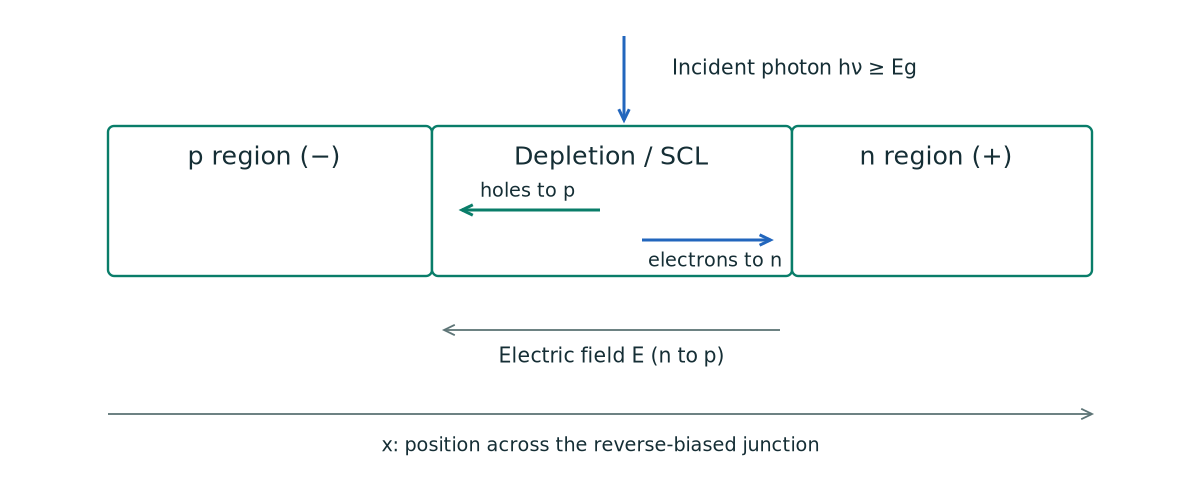 Incident photon hν ≥ Eg
p region (−)
Depletion / SCL
n region (+)
holes to p
electrons to n
Electric field E (n to p)
x: position across the reverse-biased junction